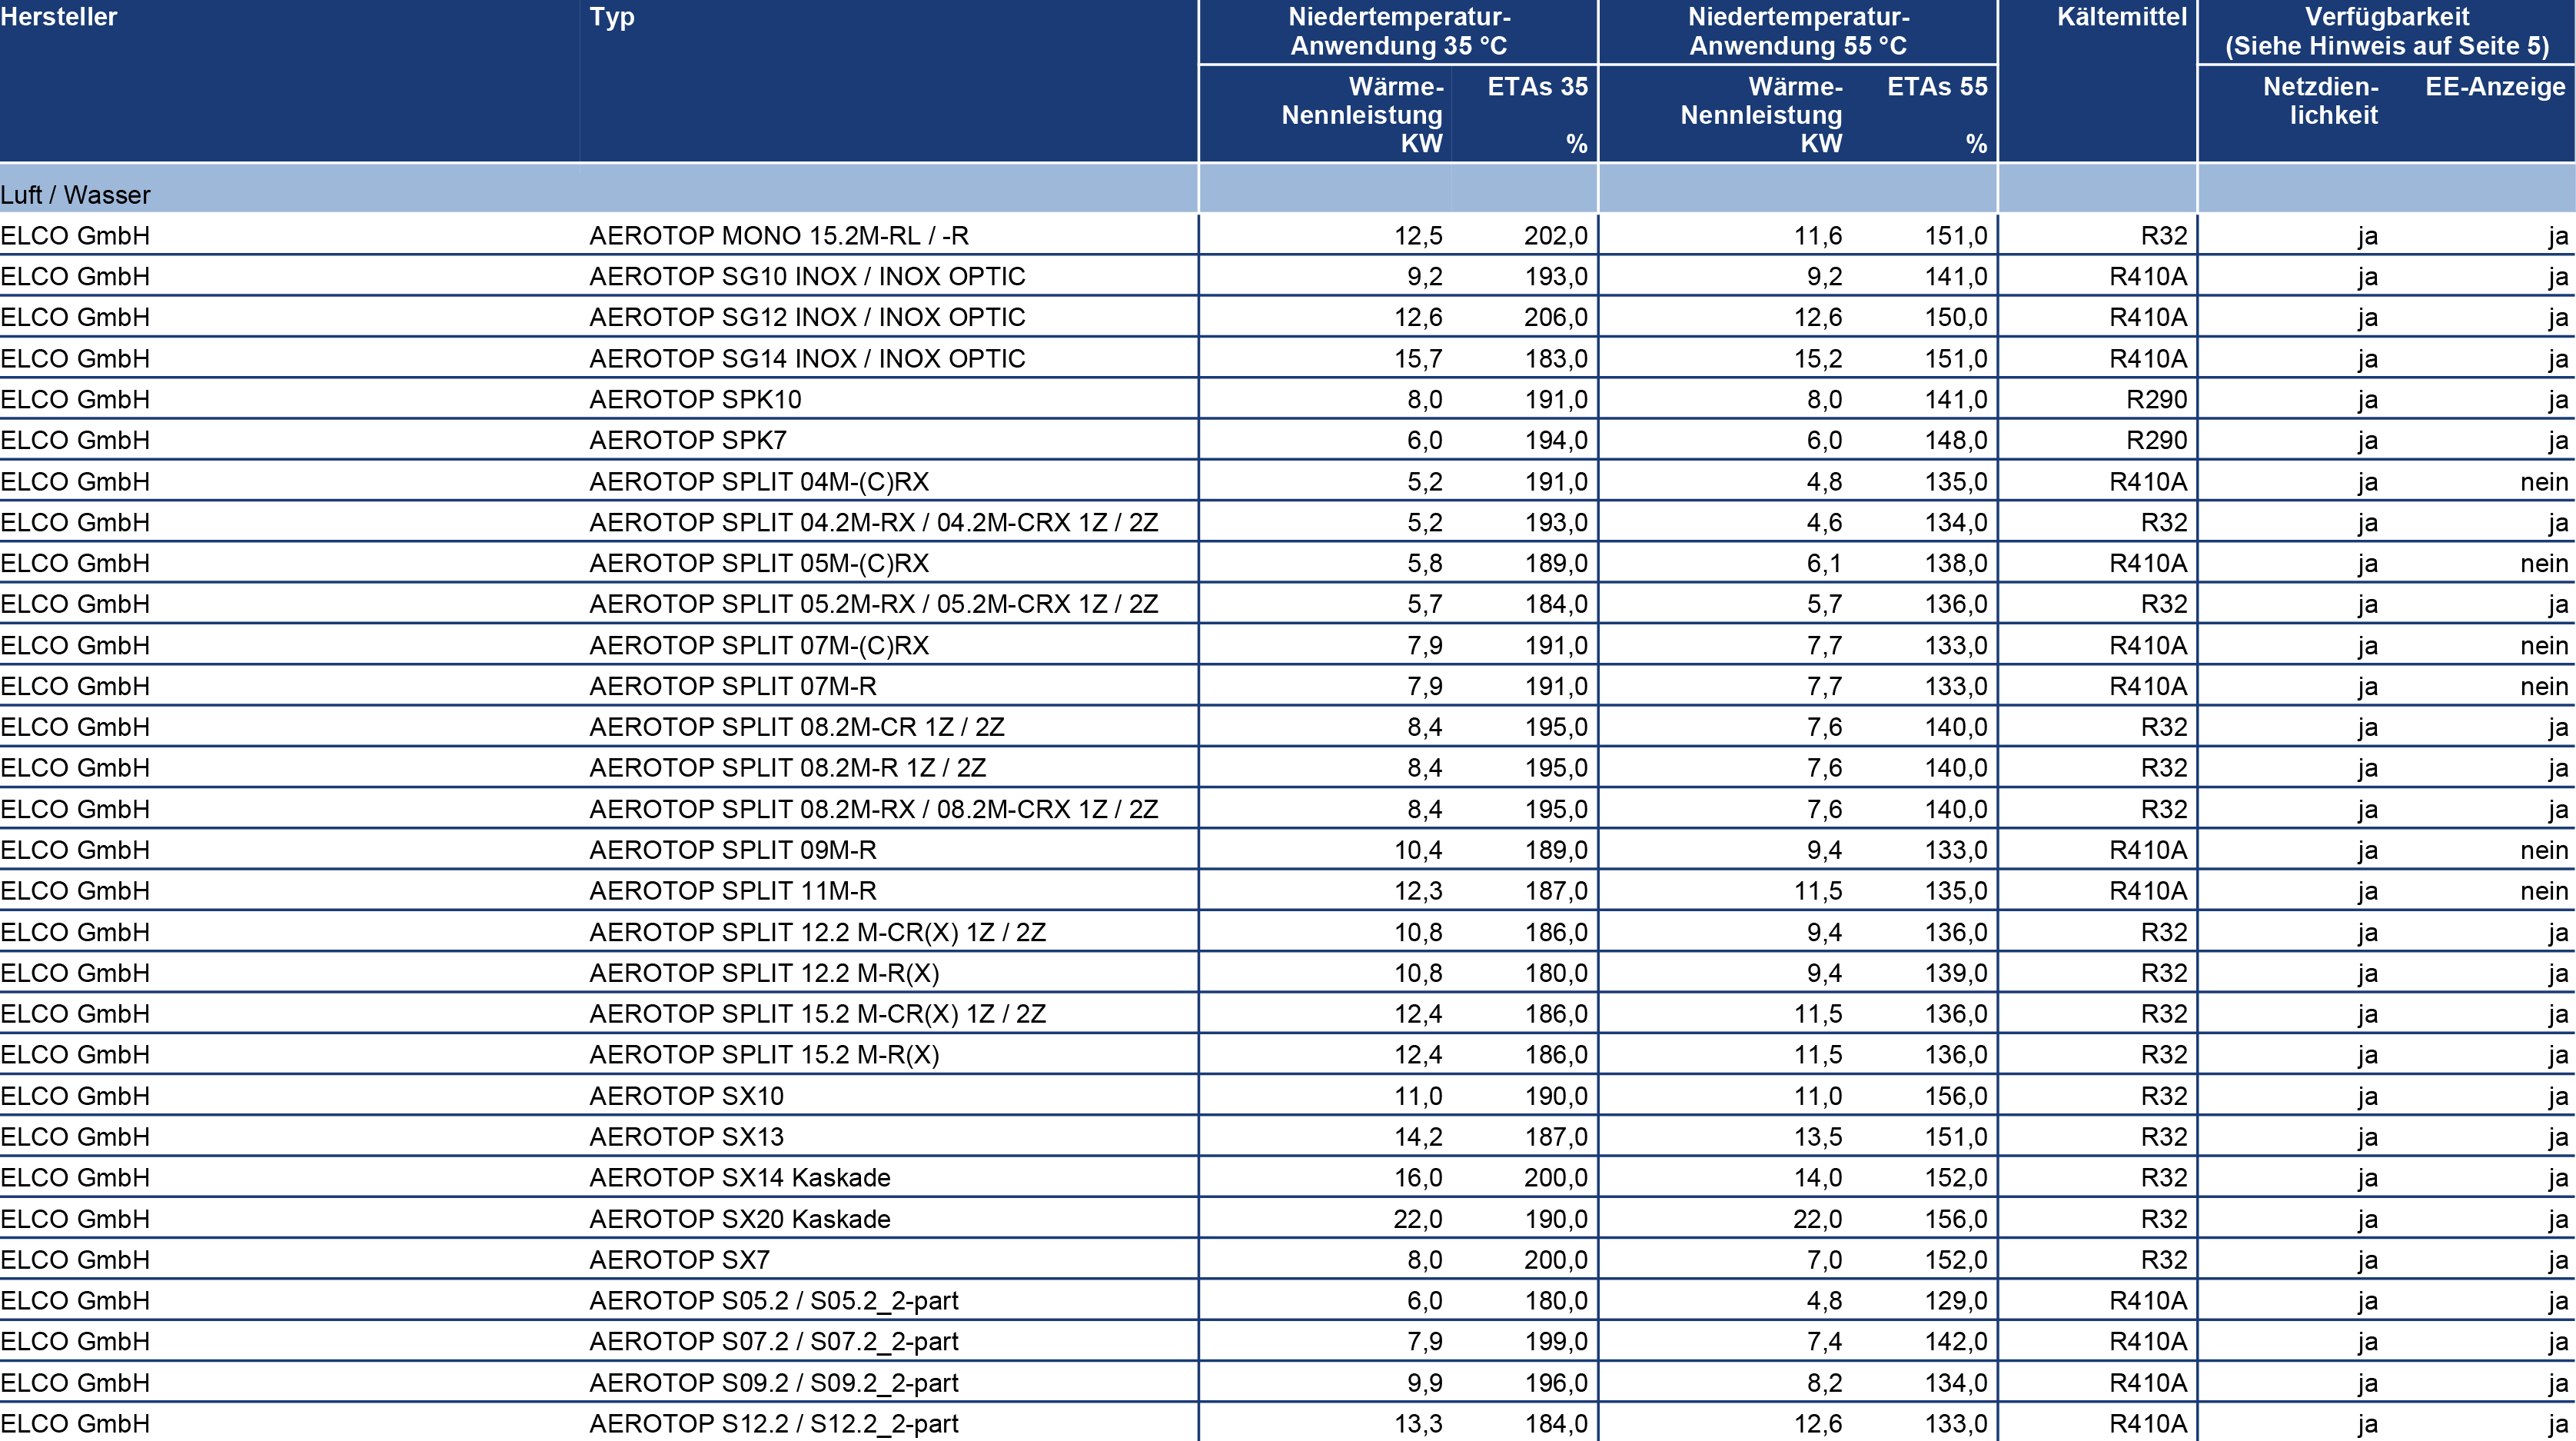 Hersteller Typ Niedertemperatur- Niedertemperatur- Kältemittel Verfügbarkeit
Anwendung 35 °C Anwendung 55 °C (Siehe Hinweis auf Seite 5)
Wärme- ETAs 35 Wärme- ETAs 55 Netzdien- EE-Anzeige
Nennleistung Nennleistung lichkeit
KW % KW %
Luft / Wasser
ELCO GmbH AEROTOP MONO 15.2M-RL / -R 12,5 202,0 11,6 151,0 R32 ja ja
ELCO GmbH AEROTOP SG10 INOX / INOX OPTIC 9,2 193,0 9,2 141,0 R410A ja ja
ELCO GmbH AEROTOP SG12 INOX / INOX OPTIC 12,6 206,0 12,6 150,0 R410A ja ja
ELCO GmbH AEROTOP SG14 INOX / INOX OPTIC 15,7 183,0 15,2 151,0 R410A ja ja
ELCO GmbH AEROTOP SPK10 8,0 191,0 8,0 141,0 R290 ja ja
ELCO GmbH AEROTOP SPK7 6,0 194,0 6,0 148,0 R290 ja ja
ELCO GmbH AEROTOP SPLIT 04M-(C)RX 5,2 191,0 4,8 135,0 R410A ja nein
ELCO GmbH AEROTOP SPLIT 04.2M-RX / 04.2M-CRX 1Z / 2Z 5,2 193,0 4,6 134,0 R32 ja ja
ELCO GmbH AEROTOP SPLIT 05M-(C)RX 5,8 189,0 6,1 138,0 R410A ja nein
ELCO GmbH AEROTOP SPLIT 05.2M-RX / 05.2M-CRX 1Z / 2Z 5,7 184,0 5,7 136,0 R32 ja ja
ELCO GmbH AEROTOP SPLIT 07M-(C)RX 7,9 191,0 7,7 133,0 R410A ja nein
ELCO GmbH AEROTOP SPLIT 07M-R 7,9 191,0 7,7 133,0 R410A ja nein
ELCO GmbH AEROTOP SPLIT 08.2M-CR 1Z / 2Z 8,4 195,0 7,6 140,0 R32 ja ja
ELCO GmbH AEROTOP SPLIT 08.2M-R 1Z / 2Z 8,4 195,0 7,6 140,0 R32 ja ja
ELCO GmbH AEROTOP SPLIT 08.2M-RX / 08.2M-CRX 1Z / 2Z 8,4 195,0 7,6 140,0 R32 ja ja
ELCO GmbH AEROTOP SPLIT 09M-R 10,4 189,0 9,4 133,0 R410A ja nein
ELCO GmbH AEROTOP SPLIT 11M-R 12,3 187,0 11,5 135,0 R410A ja nein
ELCO GmbH AEROTOP SPLIT 12.2 M-CR(X) 1Z / 2Z 10,8 186,0 9,4 136,0 R32 ja ja
ELCO GmbH AEROTOP SPLIT 12.2 M-R(X) 10,8 180,0 9,4 139,0 R32 ja ja
ELCO GmbH AEROTOP SPLIT 15.2 M-CR(X) 1Z / 2Z 12,4 186,0 11,5 136,0 R32 ja ja
ELCO GmbH AEROTOP SPLIT 15.2 M-R(X) 12,4 186,0 11,5 136,0 R32 ja ja
ELCO GmbH AEROTOP SX10 11,0 190,0 11,0 156,0 R32 ja ja
ELCO GmbH AEROTOP SX13 14,2 187,0 13,5 151,0 R32 ja ja
ELCO GmbH AEROTOP SX14 Kaskade 16,0 200,0 14,0 152,0 R32 ja ja
ELCO GmbH AEROTOP SX20 Kaskade 22,0 190,0 22,0 156,0 R32 ja ja
ELCO GmbH AEROTOP SX7 8,0 200,0 7,0 152,0 R32 ja ja
ELCO GmbH AEROTOP S05.2 / S05.2_2-part 6,0 180,0 4,8 129,0 R410A ja ja
ELCO GmbH AEROTOP S07.2 / S07.2_2-part 7,9 199,0 7,4 142,0 R410A ja ja
ELCO GmbH AEROTOP S09.2 / S09.2_2-part 9,9 196,0 8,2 134,0 R410A ja ja
ELCO GmbH AEROTOP S12.2 / S12.2_2-part 13,3 184,0 12,6 133,0 R410A ja ja